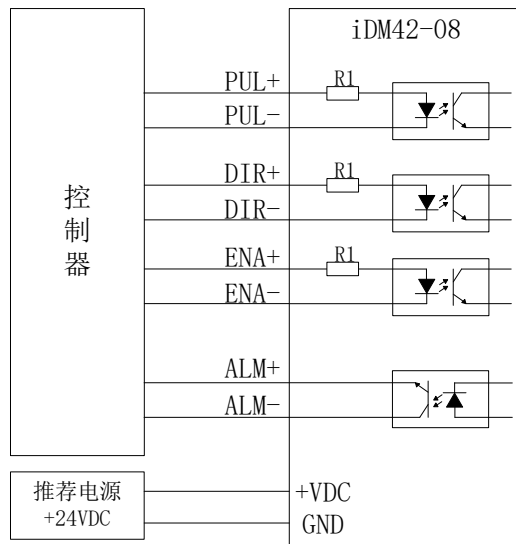 iDM42-08
PUL+
R1
PUL-
DIR+
R1
DIR-
ENA+
R1
ENA-
控制器
ALM+
ALM-
推荐电源
+24VDC
+VDC
GND